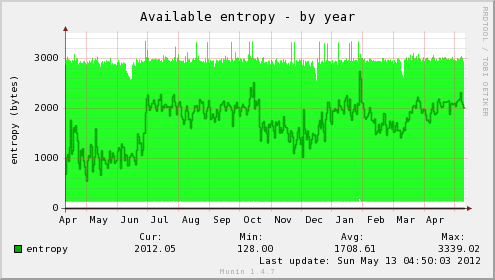 Available entropy - by year
RRDTOOL / TOBI OETIKER
entropy (bytes)
3000
2000
1000
0
Apr May Jun Jul Aug Sep Oct Nov Dec Jan Feb Mar Apr
Cur: Min: Avg: Max:
entropy 2012.05 128.00 1708.61 3339.02
Last update: Sun May 13 04:50:03 2012
Munin 1.4.7